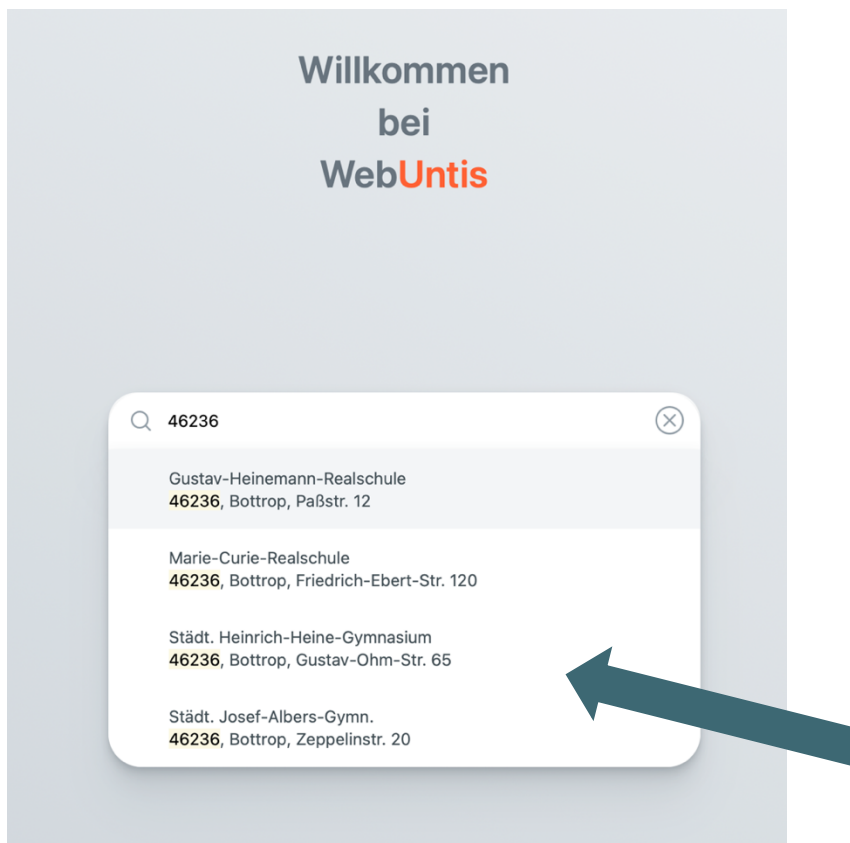 Willkommen
bei
WebUntis
46236
Gustav-Heinemann-Realschule
46236, Bottrop, Paßstr. 12
Marie-Curie-Realschule
46236, Bottrop, Friedrich-Ebert-Str. 120
Städt. Heinrich-Heine-Gymnasium
46236, Bottrop, Gustav-Ohm-Str. 65
Städt. Josef-Albers-Gymn.
46236, Bottrop, Zeppelinstr. 20